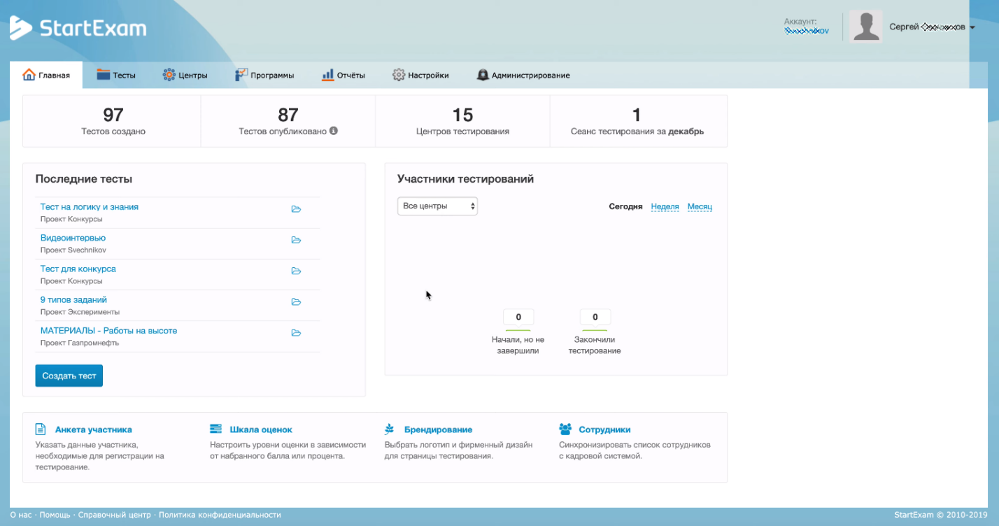 StartExam
Аккаунт:
Сергей
Главная
Тесты
Центры
Программы
Отчёты
Настройки
Администрирование
97
Тестов создано
87
Тестов опубликовано
15
Центров тестирования
1
Сеанс тестирования за декабрь
Последние тесты
Тест на логику и знания
Проект Конкурсы
Видеоинтервью
Проект Svechnikov
Тест для конкурса
Проект Конкурсы
9 типов заданий
Проект Эксперименты
МАТЕРИАЛЫ - Работы на высоте
Проект Газпромнефть
Создать тест
Участники тестирований
Все центры
Сегодня Неделя Месяц
0
Начали, но не
завершили
0
Закончили
тестирование
Анкета участника
Указать данные участника,
необходимые для регистрации на
тестирование.
Шкала оценок
Настроить уровни оценки в зависимости
от набранного балла или процента.
Брендирование
Выбрать логотип и фирменный дизайн
для страницы тестирования.
Сотрудники
Синхронизировать список сотрудников
с кадровой системой.
О нас · Помощь · Справочный центр · Политика конфиденциальности
StartExam © 2010-2019